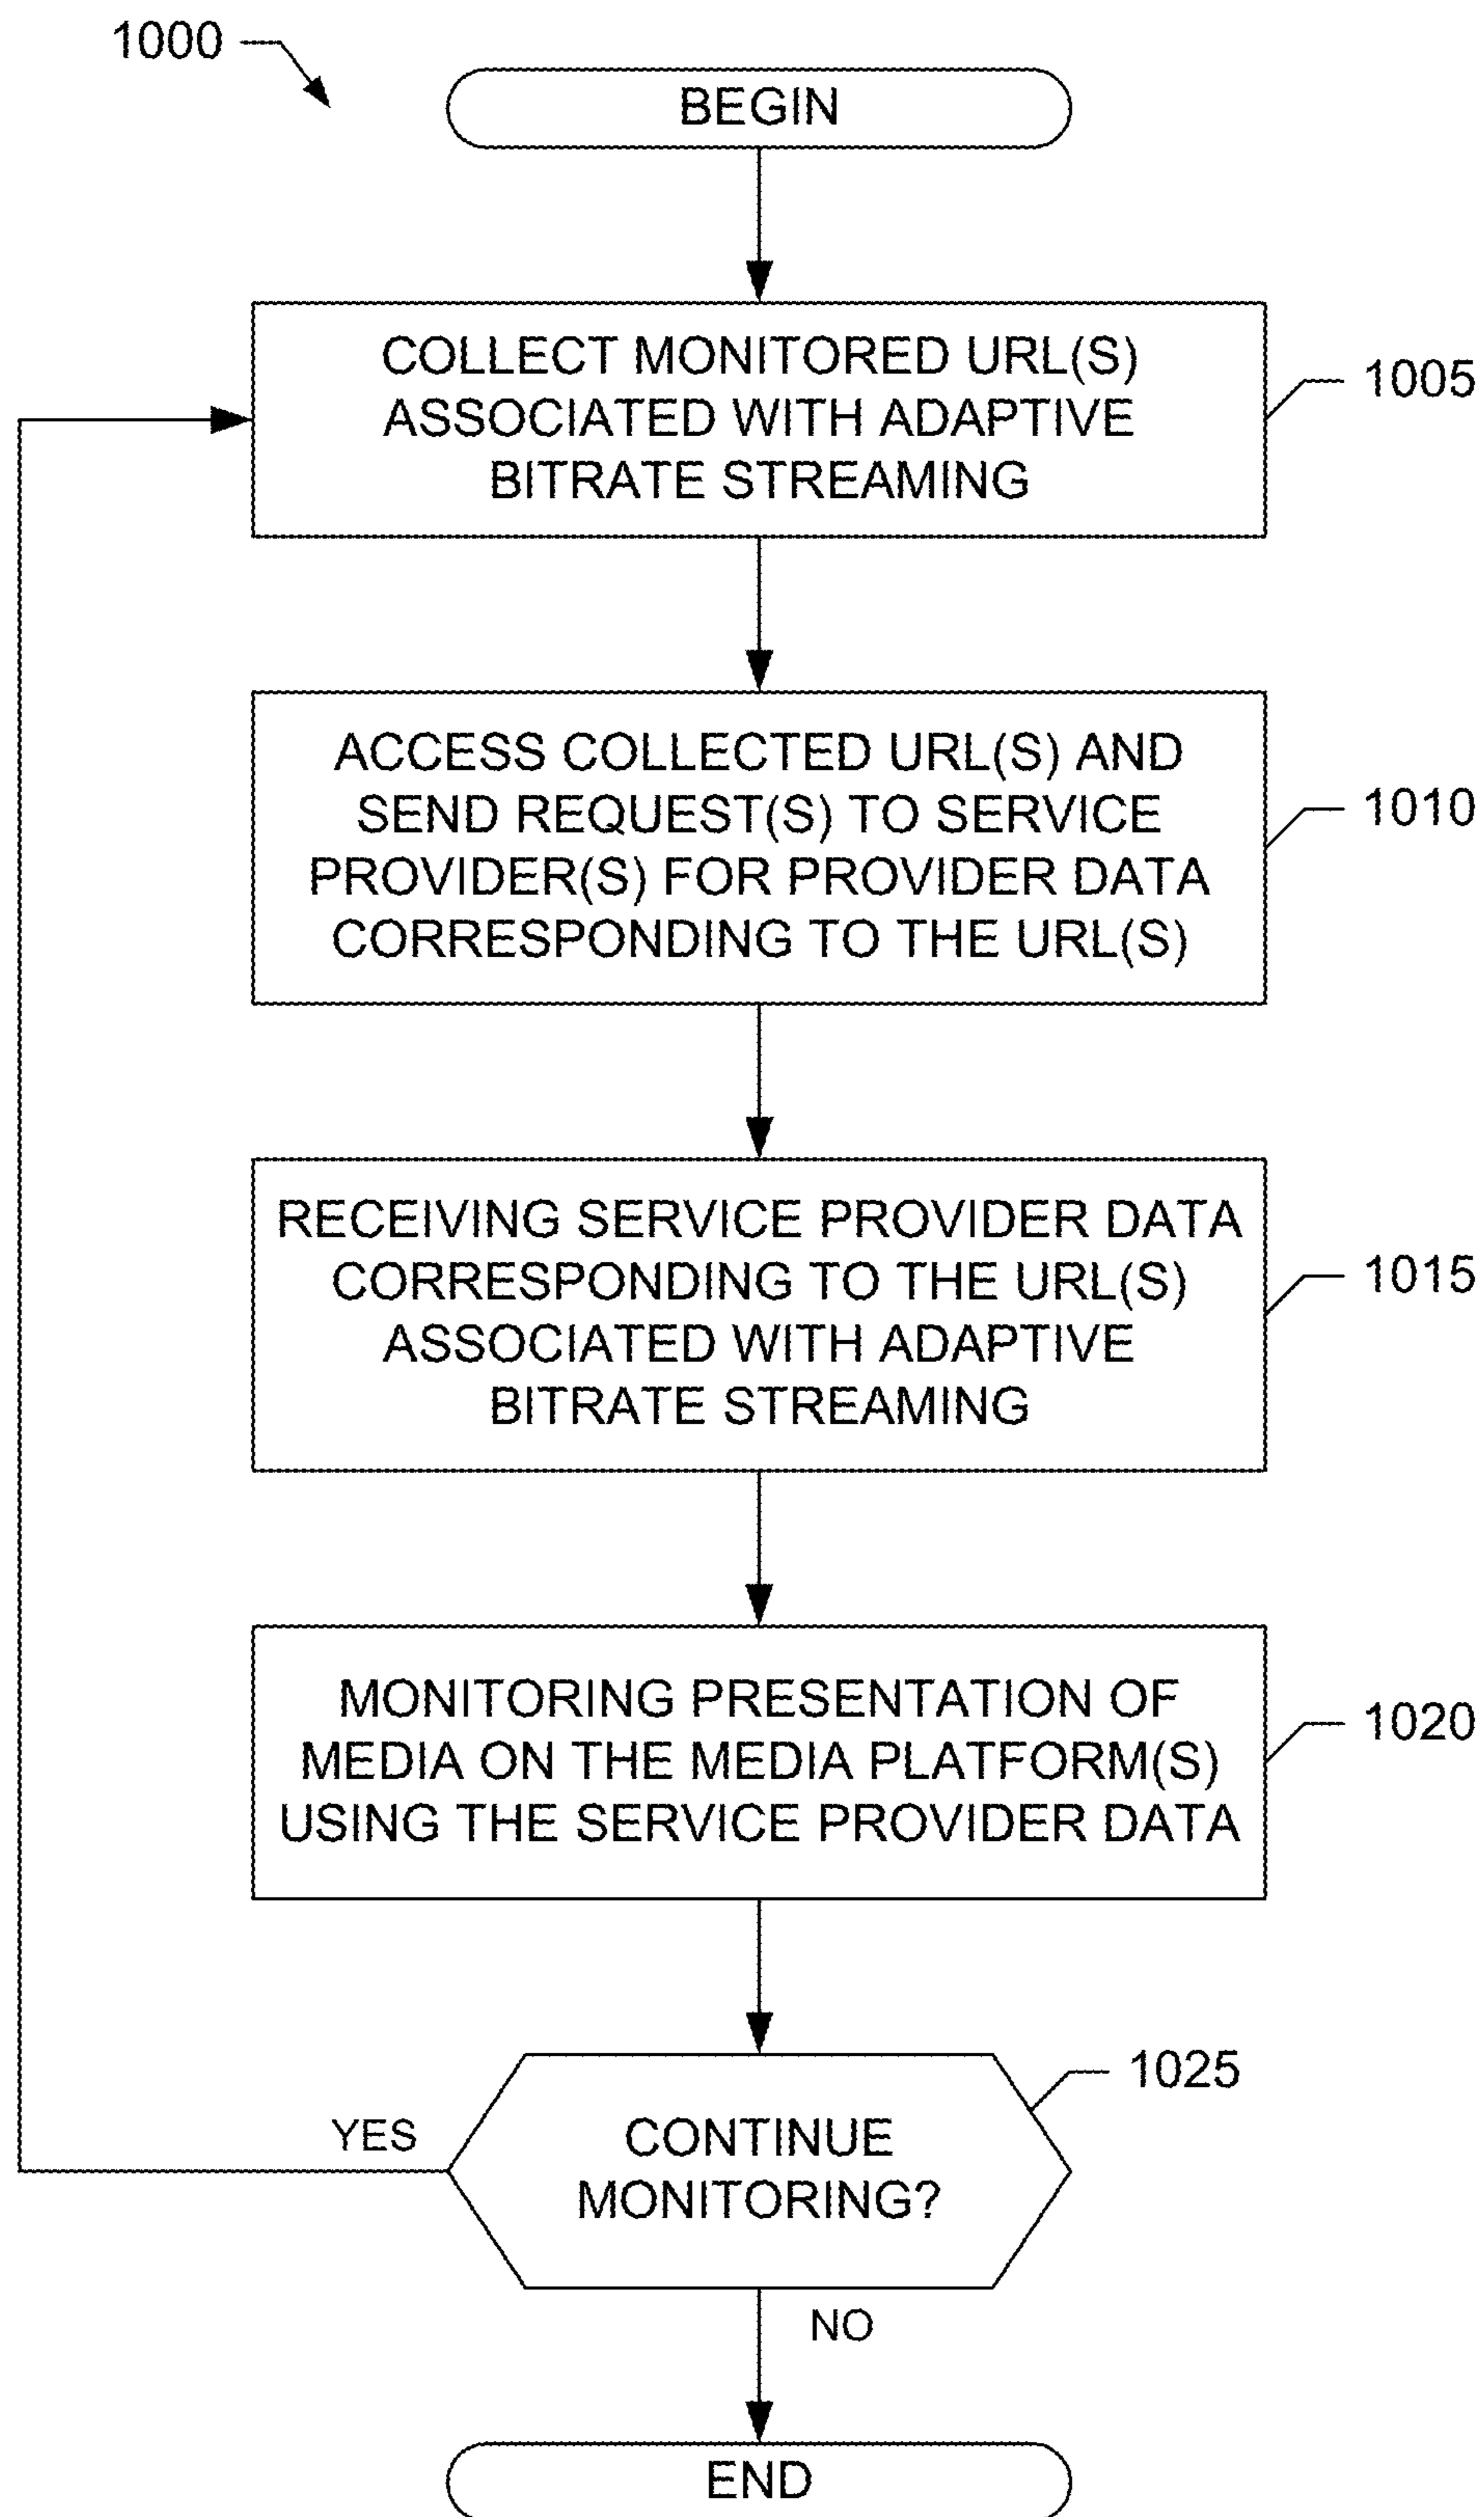 1000
BEGIN
COLLECT MONITORED URL(S)
ASSOCIATED WITH ADAPTIVE
BITRATE STREAMING
1005
ACCESS COLLECTED URL(S) AND
SEND REQUEST(S) TO SERVICE
PROVIDER(S) FOR PROVIDER DATA
CORRESPONDING TO THE URL(S)
1010
RECEIVING SERVICE PROVIDER DATA
CORRESPONDING TO THE URL(S)
ASSOCIATED WITH ADAPTIVE
BITRATE STREAMING
1015
MONITORING PRESENTATION OF
MEDIA ON THE MEDIA PLATFORM(S)
USING THE SERVICE PROVIDER DATA
1020
1025
YES
CONTINUE
MONITORING?
NO
END